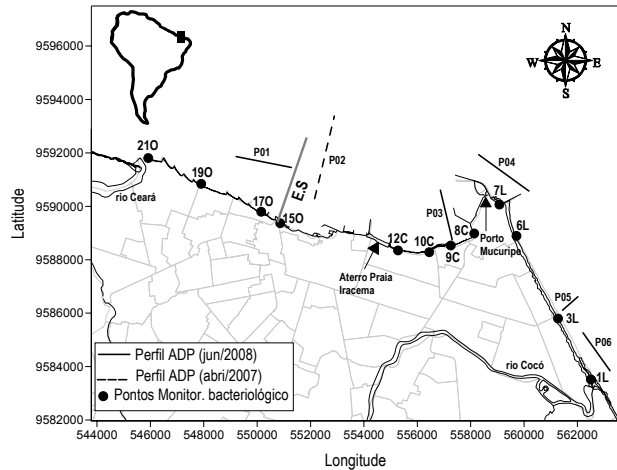 9596000
9594000
9592000
9590000
9588000
9586000
9584000
9582000
Latitude
N
W
E
S
21O
rio Ceará
19O
P01
17O
E.S
15O
P02
P04
7L
6L
P03
8C
9C
10C
12C
Porto
Mucuripe
Aterro Praia
Iracema
P05
3L
P06
rio Cocó
1L
Perfil ADP (jun/2008)
Perfil ADP (abri/2007)
Pontos Monitor. bacteriológico
544000 546000 548000 550000 552000 554000 556000 558000 560000 562000
Longitude